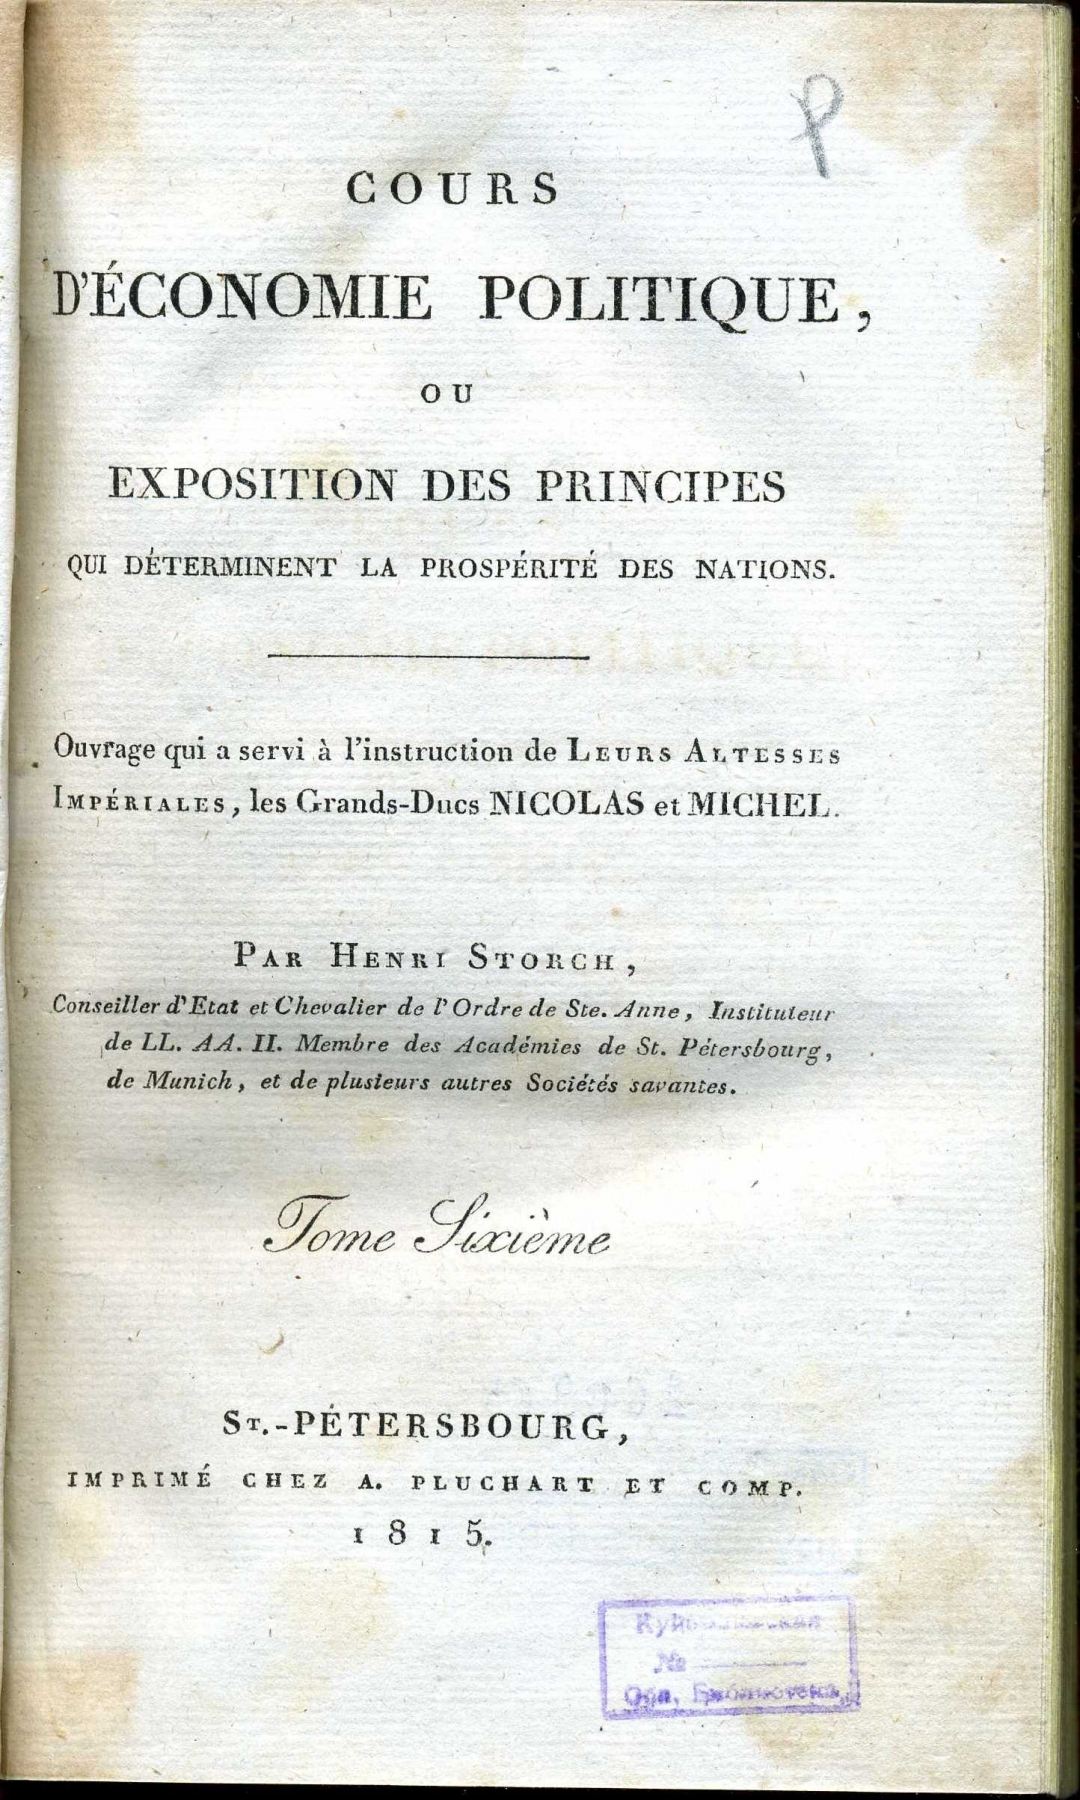 P
COURS
D'ÉCONOMIE POLITIQUE,
OU
EXPOSITION DES PRINCIPES
QUI DÉTERMINENT LA PROSPÉRITÉ DES NATIONS.
Ouvrage qui a servi à l'instruction de LEURS ALTESSES
IMPÉRIALES, les Grands-Ducs NICOLAS et MICHEL.
PAR HENRI STORCH,
Conseiller d'Etat et Chevalier de l'Ordre de Ste. Anne, Instituteur
de LL. AA. II. Membre des Académies de St. Pétersbourg,
de Munich, et de plusieurs autres Sociétés savantes.
Tome Sixième
ST.-PÉTERSBOURG,
IMPRIMÉ CHEZ A. PLUCHART ET COMP.
1815.
№
Обл. Библиотека